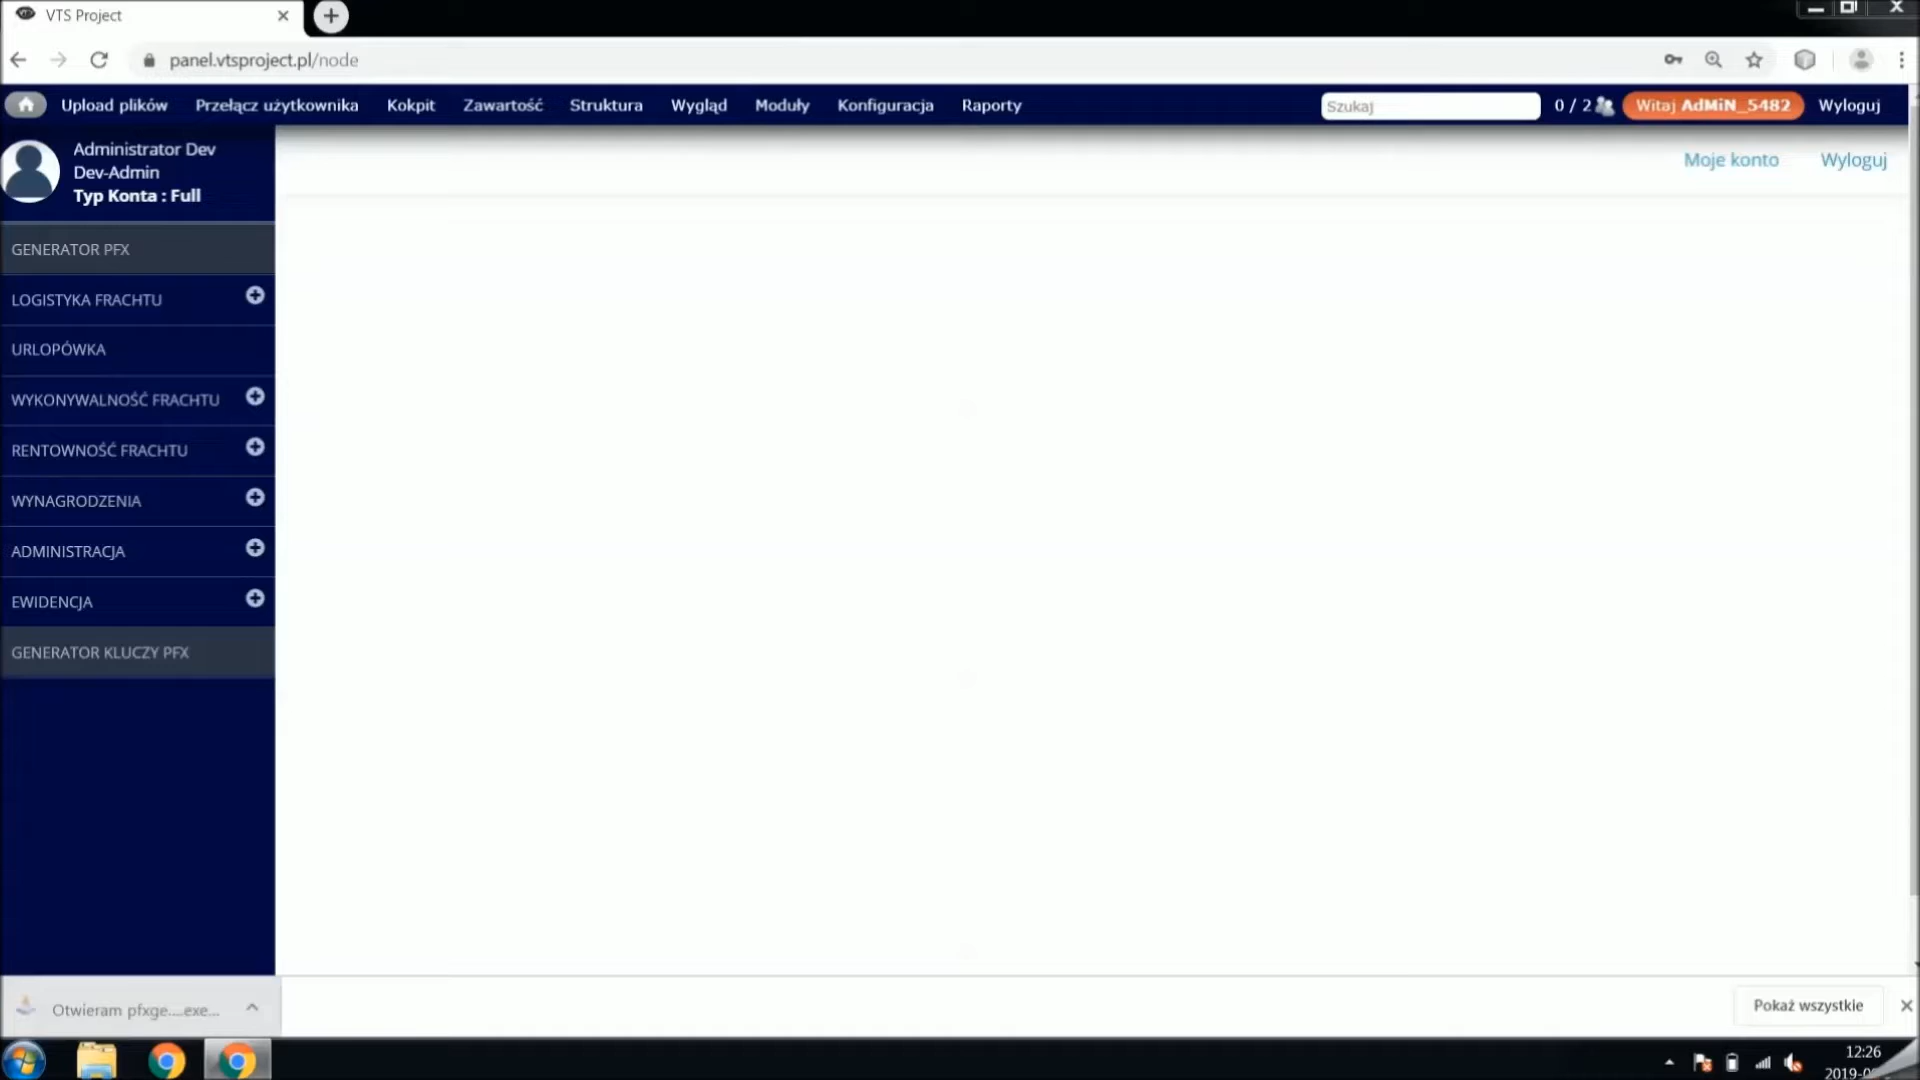 VTS Project
panel.vtsproject.pl/node
Upload plików Przełącz użytkownika Kokpit Zawartość Struktura Wygląd Moduły Konfiguracja Raporty Szukaj 0 / 2 Witaj AdMiN_5482 Wyloguj
Administrator Dev
Dev-Admin
Typ Konta : Full
Moje konto Wyloguj
GENERATOR PFX
LOGISTYKA FRACHTU
URLOPÓWKA
WYKONYWALNOŚĆ FRACHTU
RENTOWNOŚĆ FRACHTU
WYNAGRODZENIA
ADMINISTRACJA
EWIDENCJA
GENERATOR KLUCZY PFX
Otwieram pfxge....exe...
Pokaż wszystkie
12:26